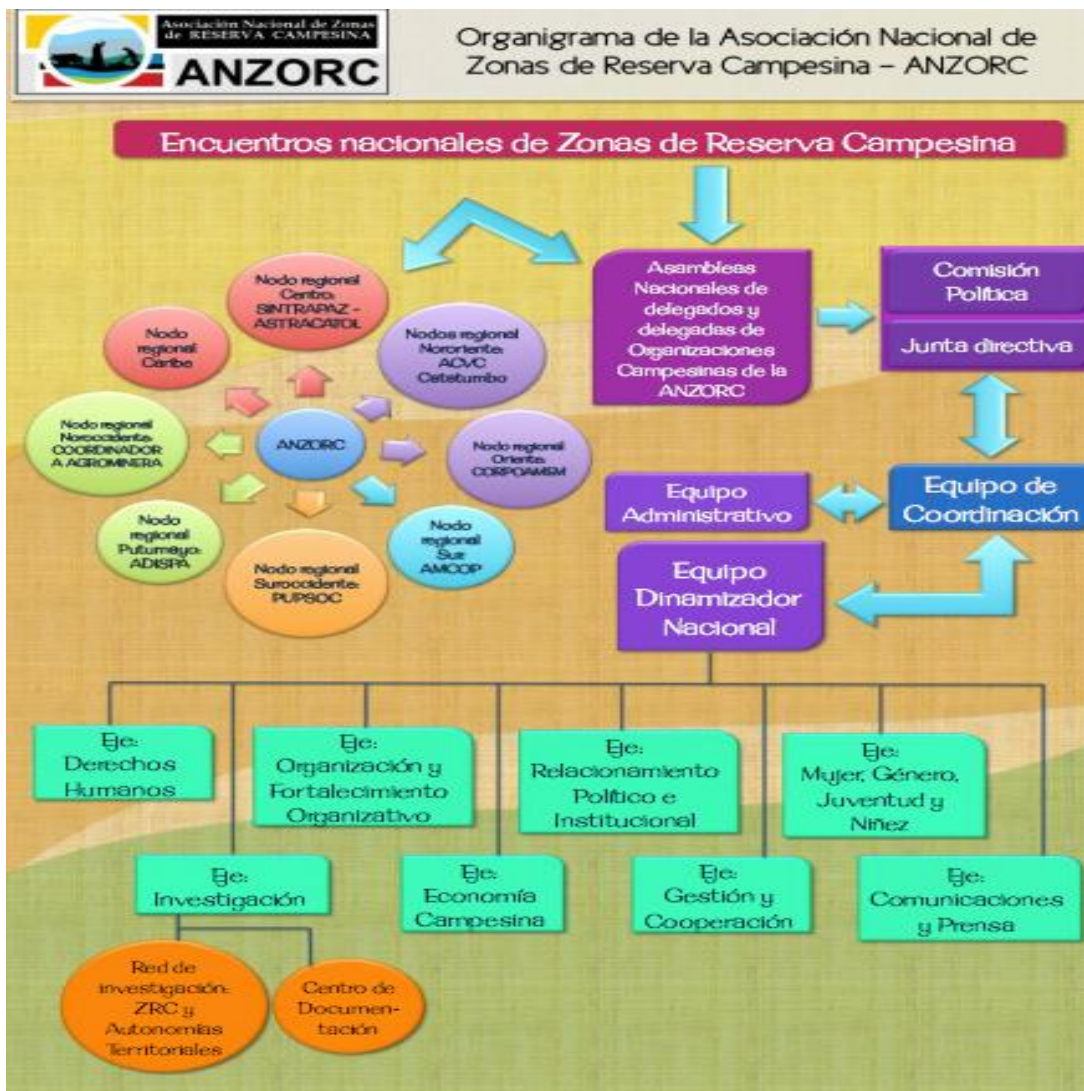 Asociación Nacional de Zonas
de RESERVA CAMPESINA
ANZORC
Organigrama de la Asociación Nacional de
Zonas de Reserva Campesina – ANZORC
Encuentros nacionales de Zonas de Reserva Campesina
Nodo regional
Centro:
SINTRAPAZ -
ASTRACATOL
Nodo
regional
Caribe
Nodos regional
Nororiente:
ACVC
Catatumbo
Nodo regional
Noroccidente:
COORDINADOR
A AGROMINERA
ANZORC
Nodo regional
Oriente:
CORPOAMEM
Nodo
regional
Putumayo:
ADISPA
Nodo regional
Suroccidente:
PUPSOC
Nodo
regional
Sur
AMCOP
Asambleas
Nacionales de
delegados y
delegadas de
Organizaciones
Campesinas de la
ANZORC
Comisión
Política
Junta directiva
Equipo
Administrativo
Equipo de
Coordinación
Equipo
Dinamizador
Nacional
Eje:
Derechos
Humanos
Eje:
Organización y
Fortalecimiento
Organizativo
Eje:
Relacionamiento
Político e
Institucional
Eje:
Mujer, Género,
Juventud y
Niñez
Eje:
Investigación
Eje:
Economía
Campesina
Eje:
Gestión y
Cooperación
Eje:
Comunicaciones
y Prensa
Red de
investigación:
ZRC y
Autonomías
Territoriales
Centro de
Documen-
tación